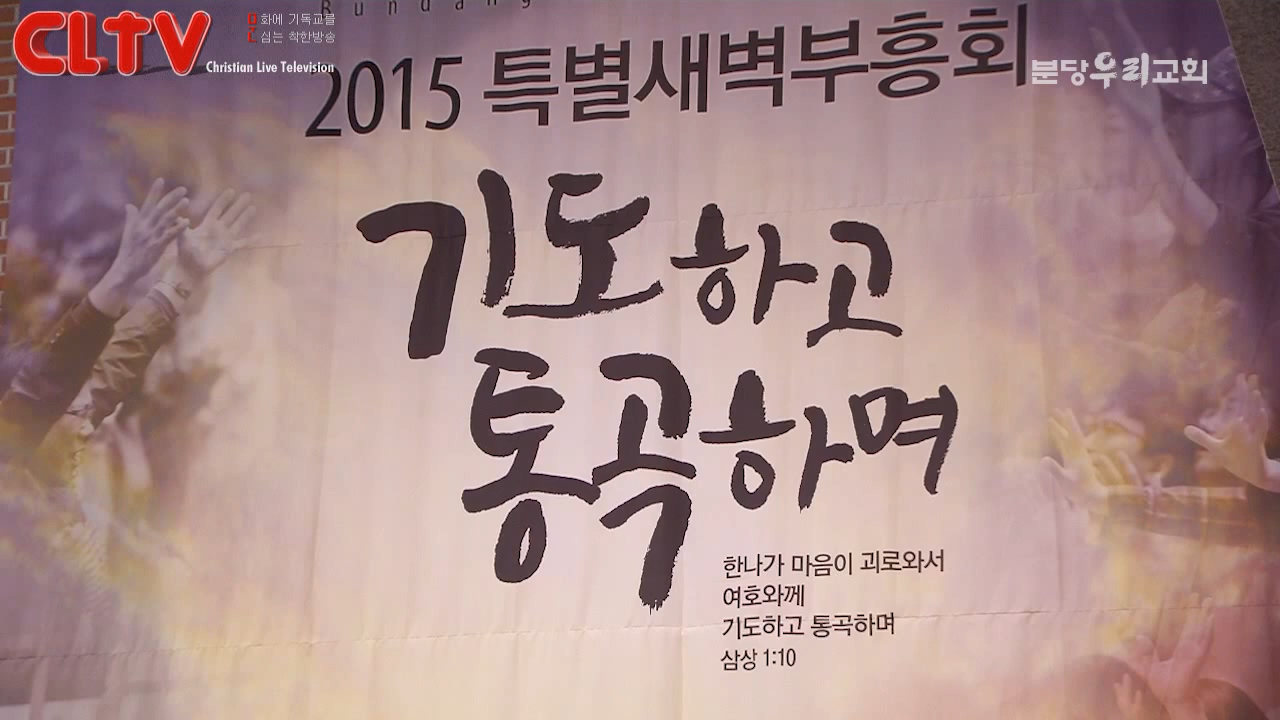 CLTV
문화에 기독교를
심는 착한방송
Christian Live Television
Bundang
2015 특별새벽부흥회
분당우리교회
기도하고
통곡하며
한나가 마음이 괴로와서
여호와께
기도하고 통곡하며
삼상 1:10